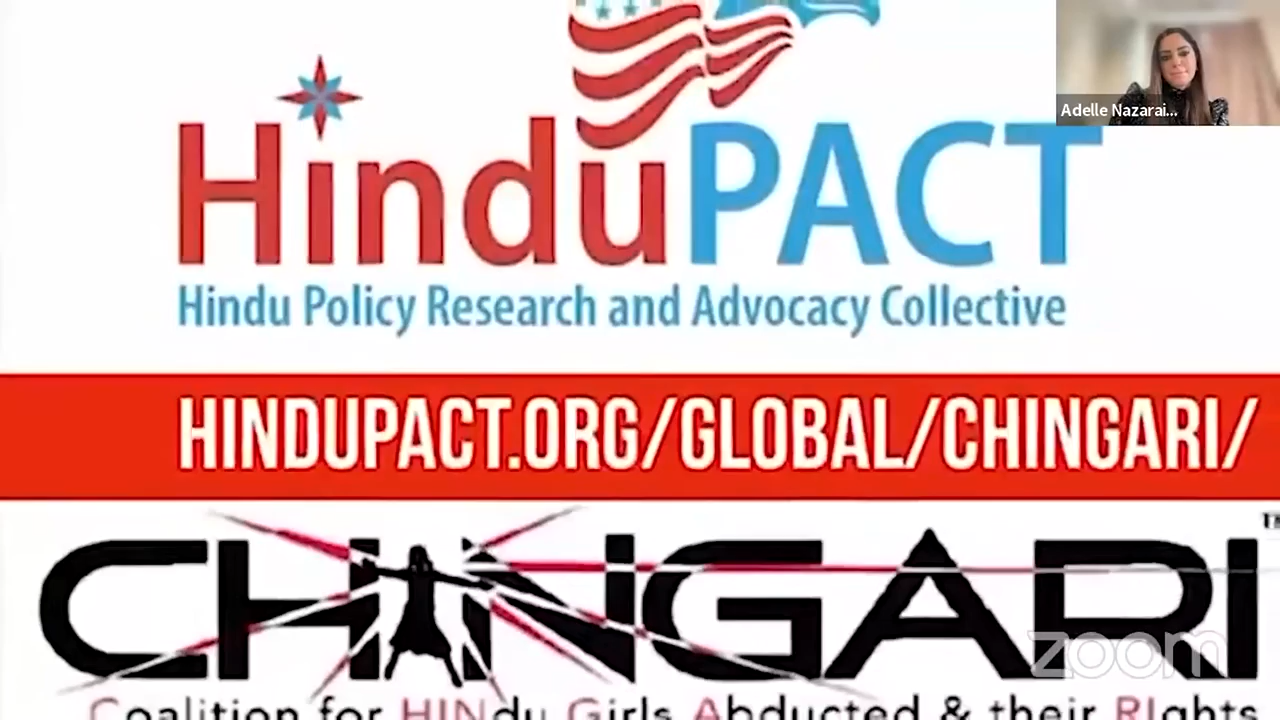 Adelle Nazarai...
HinduPACT
Hindu Policy Research and Advocacy Collective
HINDUPACT.ORG/GLOBAL/CHINGARI/
CHINGARI
TM
zoom
Coalition for HINdu Girls Abducted & their RIghts